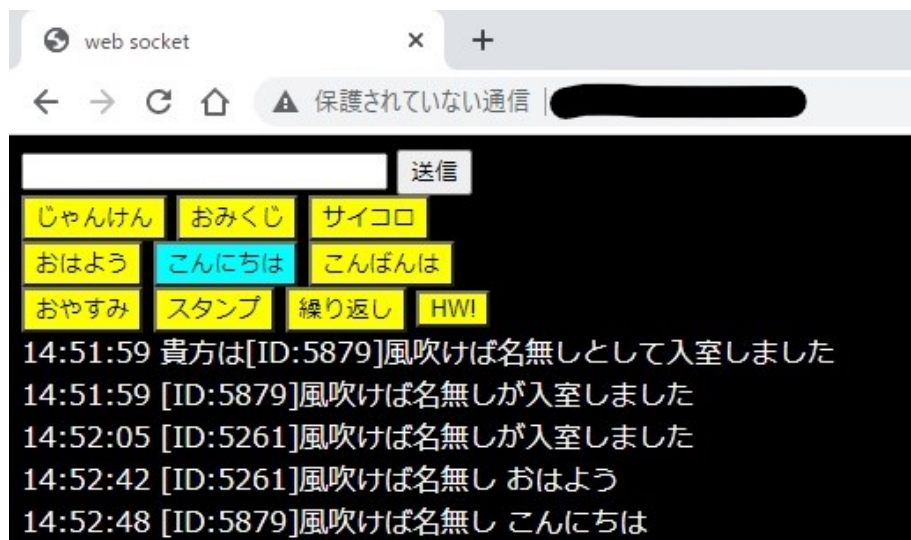 web socket
保護されていない通信
送信
じゃんけん おみくじ サイコロ
おはよう こんにちは こんばんは
おやすみ スタンプ 繰り返し HW!
14:51:59 貴方は[ID:5879]風吹けば名無しとして入室しました
14:51:59 [ID:5879]風吹けば名無しが入室しました
14:52:05 [ID:5261]風吹けば名無しが入室しました
14:52:42 [ID:5261]風吹けば名無し おはよう
14:52:48 [ID:5879]風吹けば名無し こんにちは